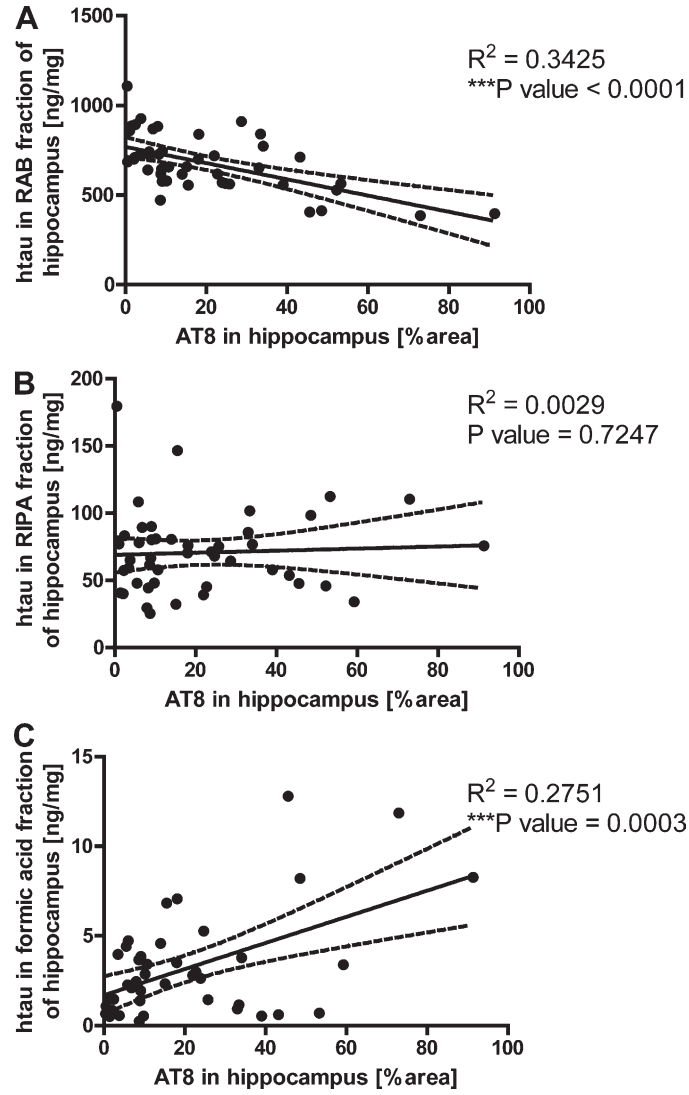 A
htau in RAB fraction of
hippocampus [ng/mg]
1500
1000
500
0
R² = 0.3425
***P value < 0.0001
0 20 40 60 80 100
AT8 in hippocampus [%area]
B
htau in RIPA fraction
of hippocampus [ng/mg]
200
150
100
50
0
R² = 0.0029
P value = 0.7247
0 20 40 60 80 100
AT8 in hippocampus [%area]
C
htau in formic acid fraction
of hippocampus [ng/mg]
15
10
5
0
R² = 0.2751
***P value = 0.0003
0 20 40 60 80 100
AT8 in hippocampus [%area]